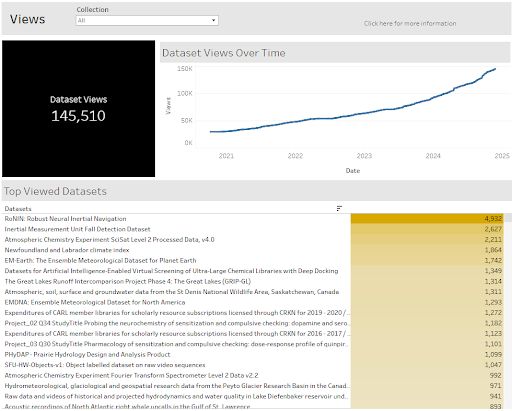 Views
Collection
All
Click here for more information
Dataset Views
145,510
Dataset Views Over Time
150K
100K
50K
0K
Views
2021 2022 2023 2024 2025
Date
Top Viewed Datasets
Datasets
RoNIN: Robust Neural Inertial Navigation 4,932
Inertial Measurement Unit Fall Detection Dataset 2,627
Atmospheric Chemistry Experiment SciSat Level 2 Processed Data, v4.0 2,211
Newfoundland and Labrador climate index 1,864
EM-Earth: The Ensemble Meteorological Dataset for Planet Earth 1,742
Datasets for Artificial Intelligence-Enabled Virtual Screening of Ultra-Large Chemical Libraries with Deep Docking 1,349
The Great Lakes Runoff Intercomparison Project Phase 4: The Great Lakes (GRIP-GL) 1,314
Atmospheric, soil, surface and groundwater data from the St Denis National Wildlife Area, Saskatchewan, Canada 1,311
EMDNA: Ensemble Meteorological Dataset for North America 1,293
Expenditures of CARL member libraries for scholarly resource subscriptions licensed through CRKN for 2019 - 2020 /... 1,272
Project_02 Q34 StudyTitle Probing the neurochemistry of sensitization and compulsive checking: dopamine and sero... 1,182
Expenditures of CARL member libraries for scholarly resource subscriptions licensed through CRKN for 2016 - 2017 /... 1,123
Project_03 Q30 StudyTitle Pharmacology of sensitization and compulsive checking: dose-response profile of quinpir... 1,101
PHyDAP - Prairie Hydrology Design and Analysis Product 1,099
SFU-HW-Objects-v1: Object labelled dataset on raw video sequences 1,047
Atmospheric Chemistry Experiment Fourier Transform Spectrometer Level 2 Data v2.2 992
Hydrometeorological, glaciological and geospatial research data from the Peyto Glacier Research Basin in the Canad... 971
Raw data and videos of historical and projected hydrodynamics and water quality in Lake Diefenbaker reservoir und... 941
Acoustic recordings of North Atlantic right whale upcalls in the Gulf of St. Lawrence 893